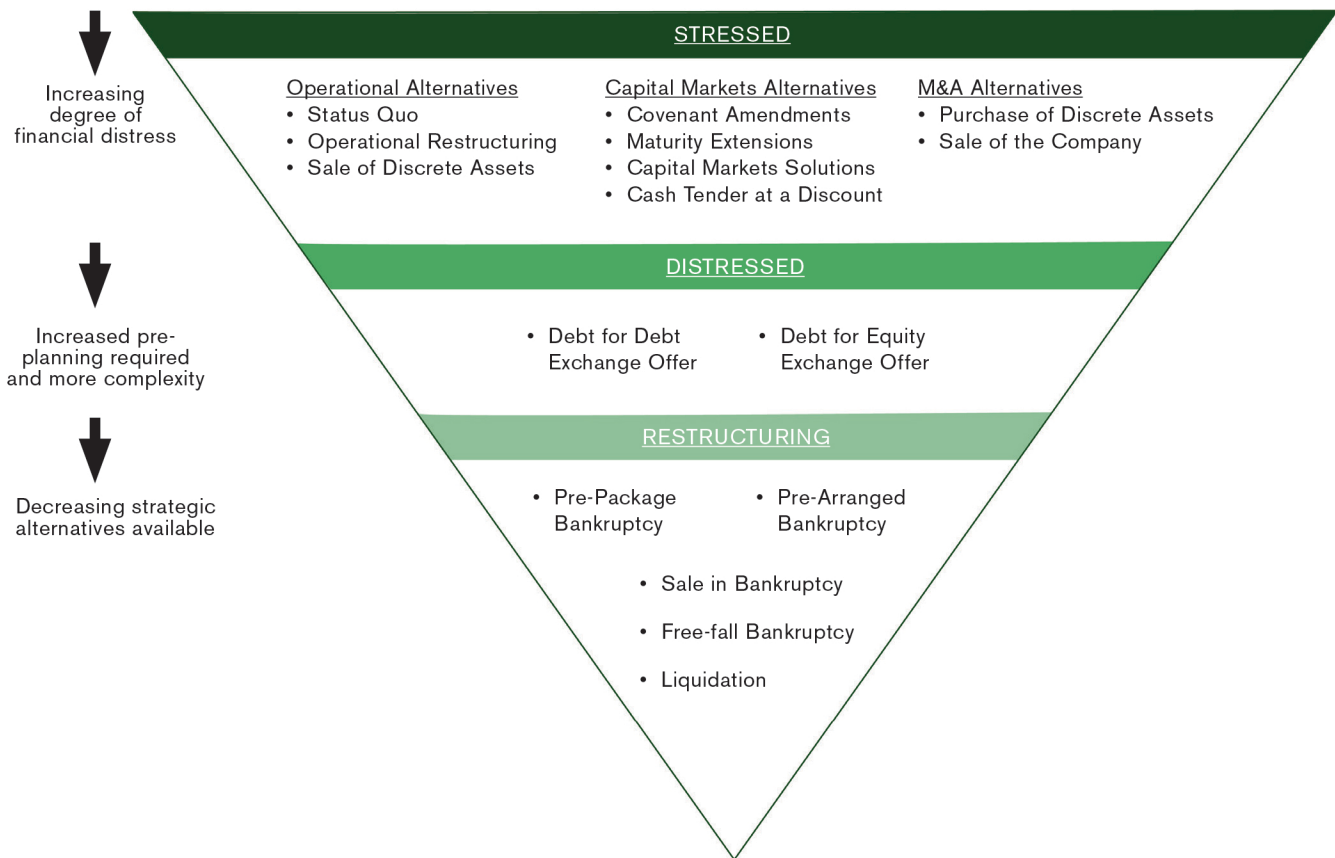 STRESSED
Increasing
degree of
financial distress
Operational Alternatives
• Status Quo
• Operational Restructuring
• Sale of Discrete Assets
Capital Markets Alternatives
• Covenant Amendments
• Maturity Extensions
• Capital Markets Solutions
• Cash Tender at a Discount
M&A Alternatives
• Purchase of Discrete Assets
• Sale of the Company
DISTRESSED
Increased pre-
planning required
and more complexity
• Debt for Debt
Exchange Offer
• Debt for Equity
Exchange Offer
RESTRUCTURING
Decreasing strategic
alternatives available
• Pre-Package
Bankruptcy
• Pre-Arranged
Bankruptcy
• Sale in Bankruptcy
• Free-fall Bankruptcy
• Liquidation